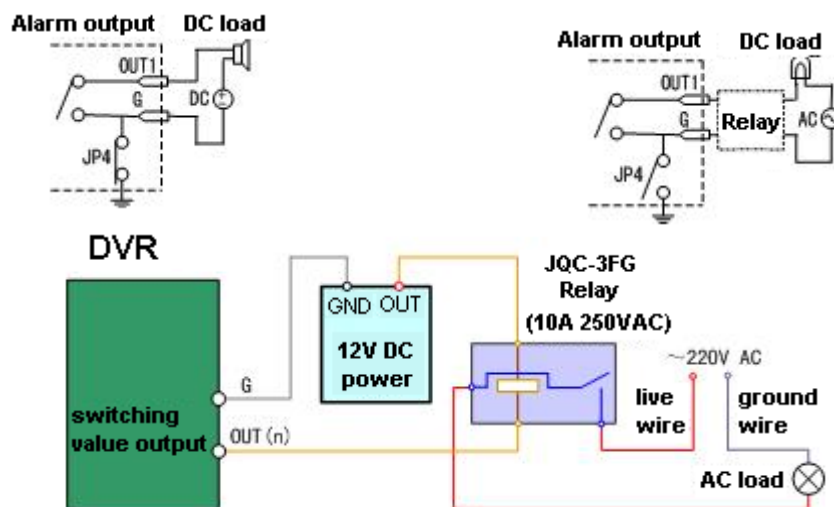 Alarm output
DC load
OUT1
G
DC
JP4
Alarm output
DC load
OUT1
G
Relay
AC
JP4
DVR
switching
value output
G
OUT (n)
GND OUT
12V DC
power
JQC-3FG
Relay
(10A 250VAC)
~220V AC
live
wire
ground
wire
AC load